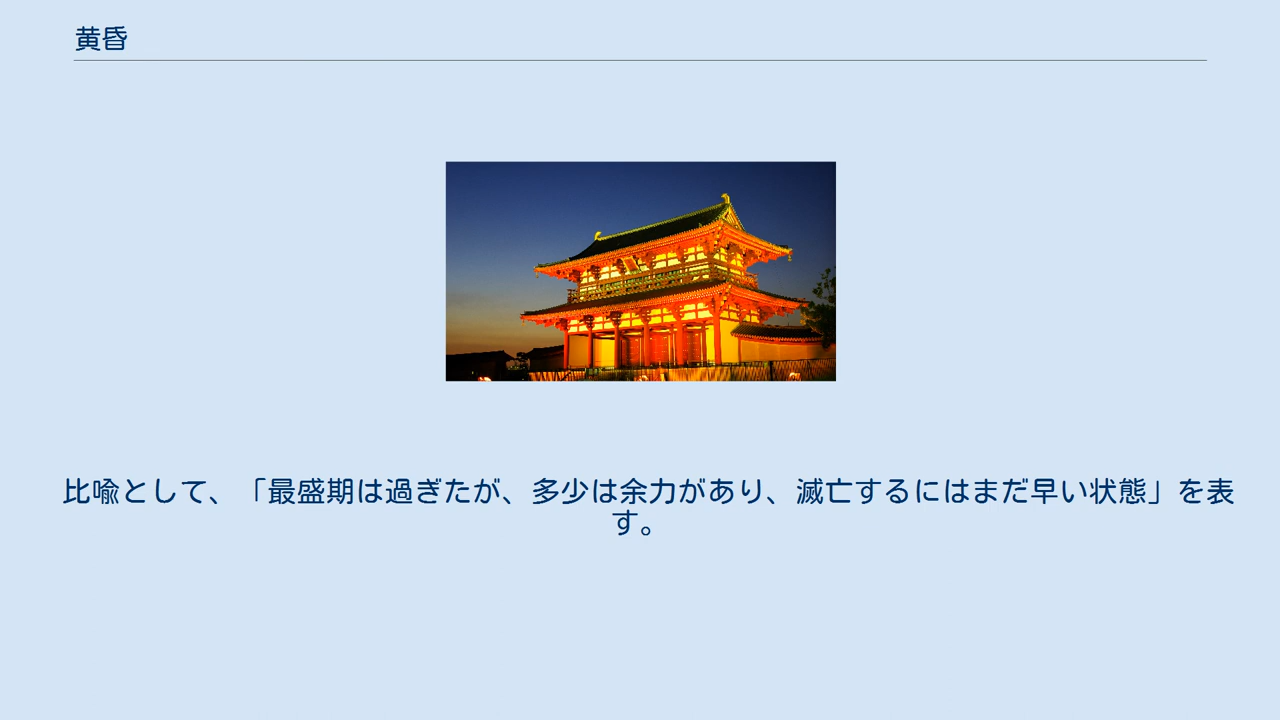 黄昏
比喩として、「最盛期は過ぎたが、多少は余力があり、滅亡するにはまだ早い状態」を表
す。